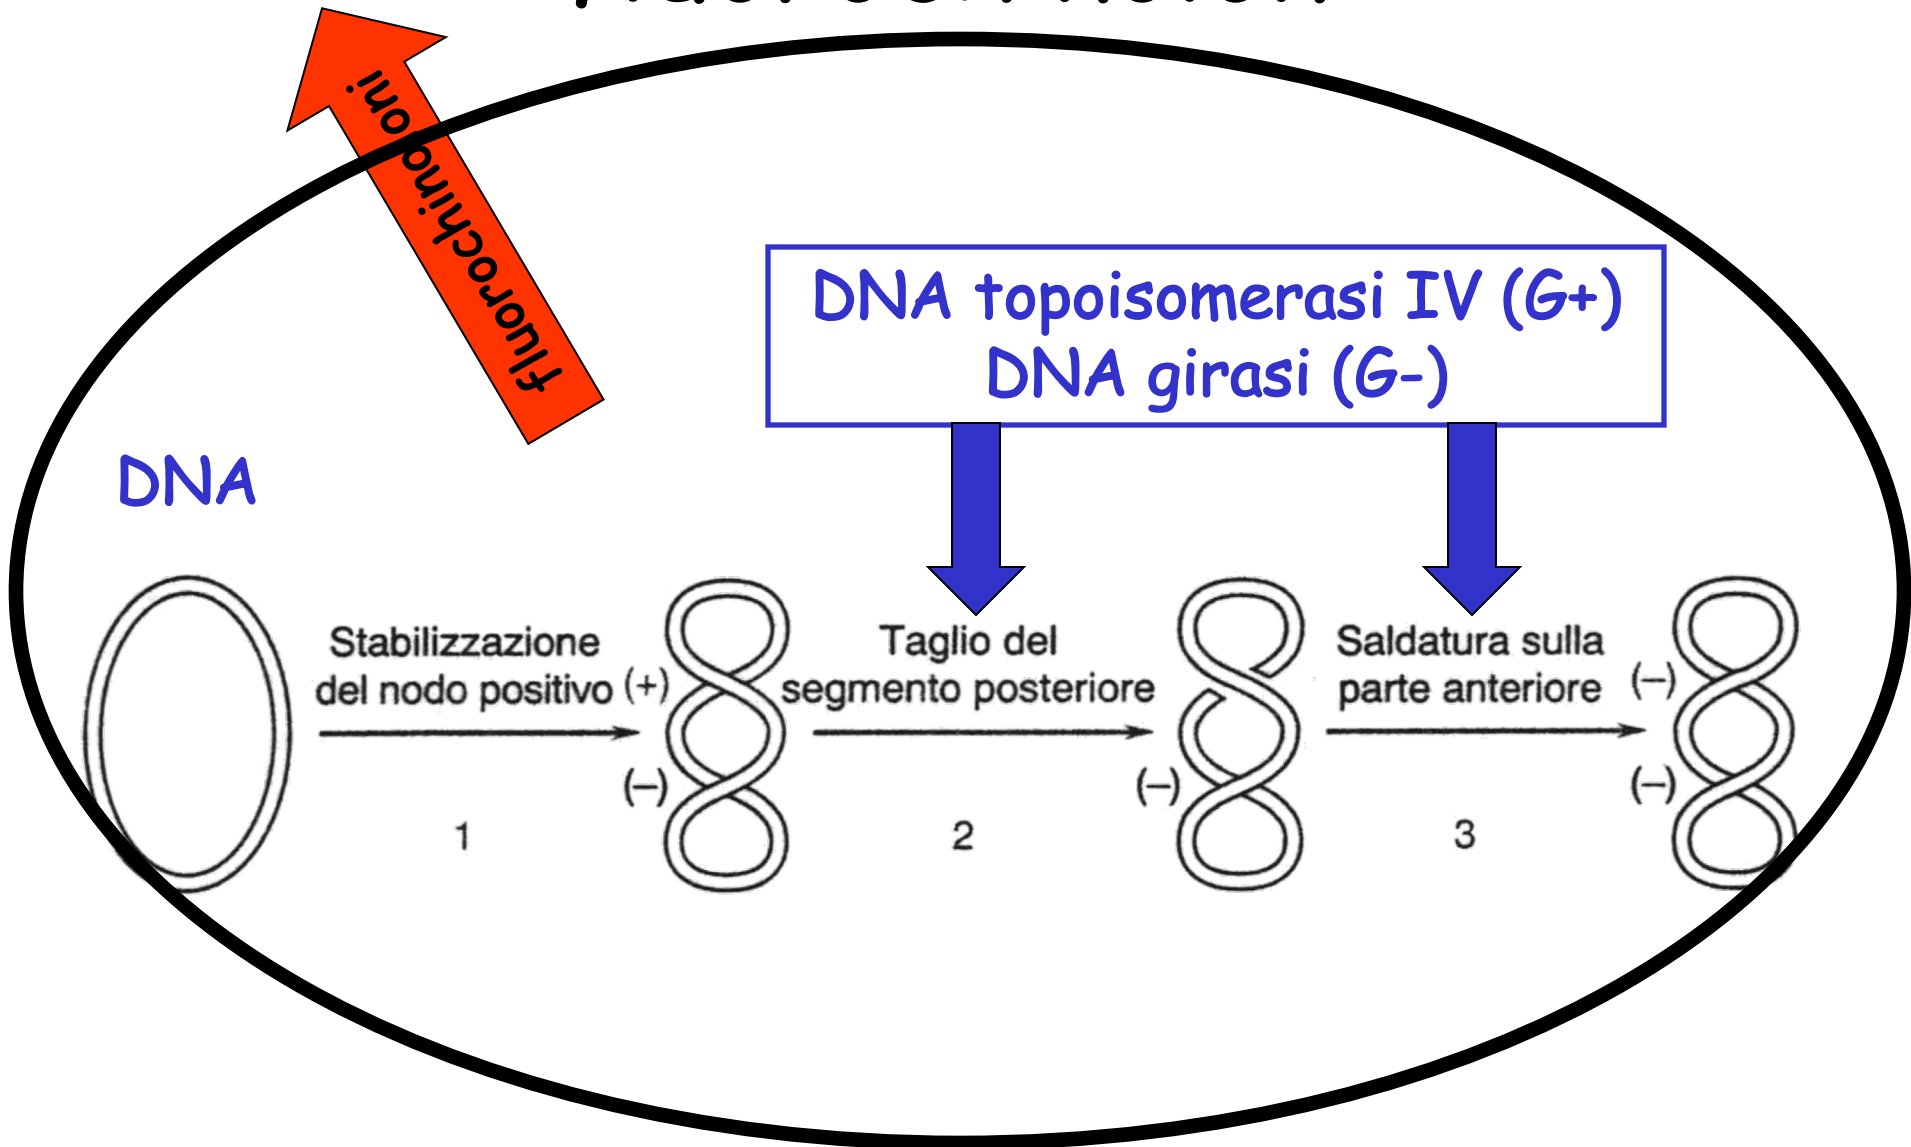 fluorochinoloni
DNA topoisomerasi IV (G+)
DNA girasi (G-)
DNA
Stabilizzazione
del nodo positivo
(+)
(–)
1
Taglio del
segmento posteriore
(–)
2
Saldatura sulla
parte anteriore
(–)
(–)
3